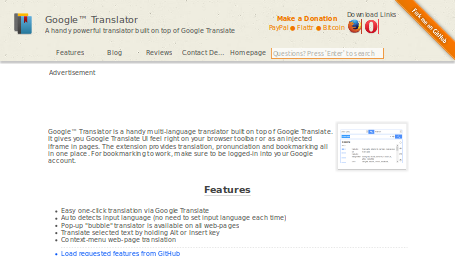 Google™ Translator
A handy powerful translator built on top of Google Translate
Make a Donation
PayPal ● Flattr ● Bitcoin
Download Links
Fork me on GitHub
Features
Blog
Reviews
Contact De...
Homepage
Questions? Press 'Enter' to search
Advertisement
Google™ Translator is a handy multi-language translator built on top of Google Translate.
It gives you Google Translate UI feel right on your browser toolbar or as an injected
iframe in pages. The extension provides translation, pronunciation and bookmarking all
in one place. For bookmarking to work, make sure to be logged-in into your Google
account.
Features
Easy one-click translation via Google Translate
Auto detects input language (no need to set input language each time)
Pop-up "bubble" translator is available on all web-pages
Translate selected text by holding Alt or Insert key
Context-menu web-page translation
Load requested features from GitHub